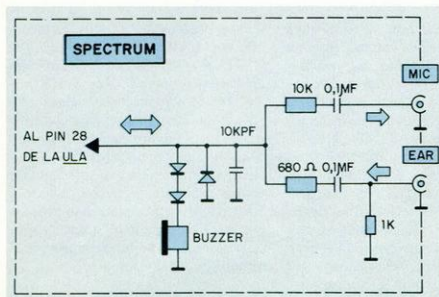 SPECTRUM
MIC
10K 0,1MF
AL PIN 28
DE LA ULA
10KPF
EAR
680 Ω 0,1MF
1K
BUZZER